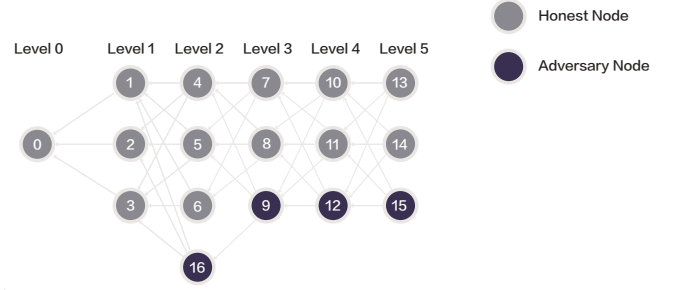 Honest Node
Level 0 Level 1 Level 2 Level 3 Level 4 Level 5
Adversary Node
1 4 7 10 13
0 2 5 8 11 14
3 6 9 12 15
16